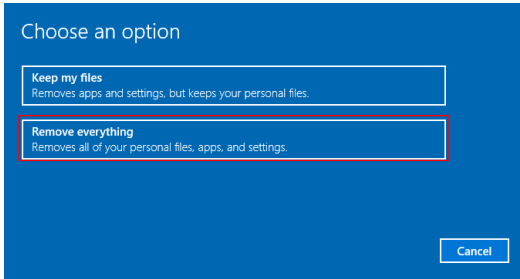 Choose an option
Keep my files
Removes apps and settings, but keeps your personal files.
Remove everything
Removes all of your personal files, apps, and settings.
Cancel